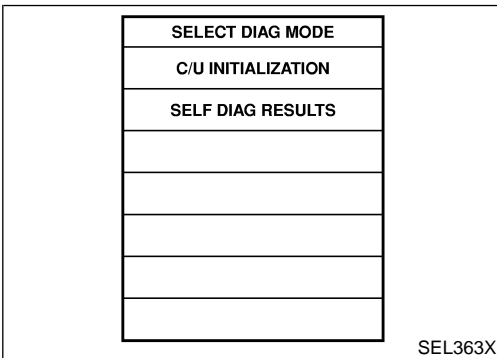 SELECT DIAG MODE
C/U INITIALIZATION
SELF DIAG RESULTS
SEL363X